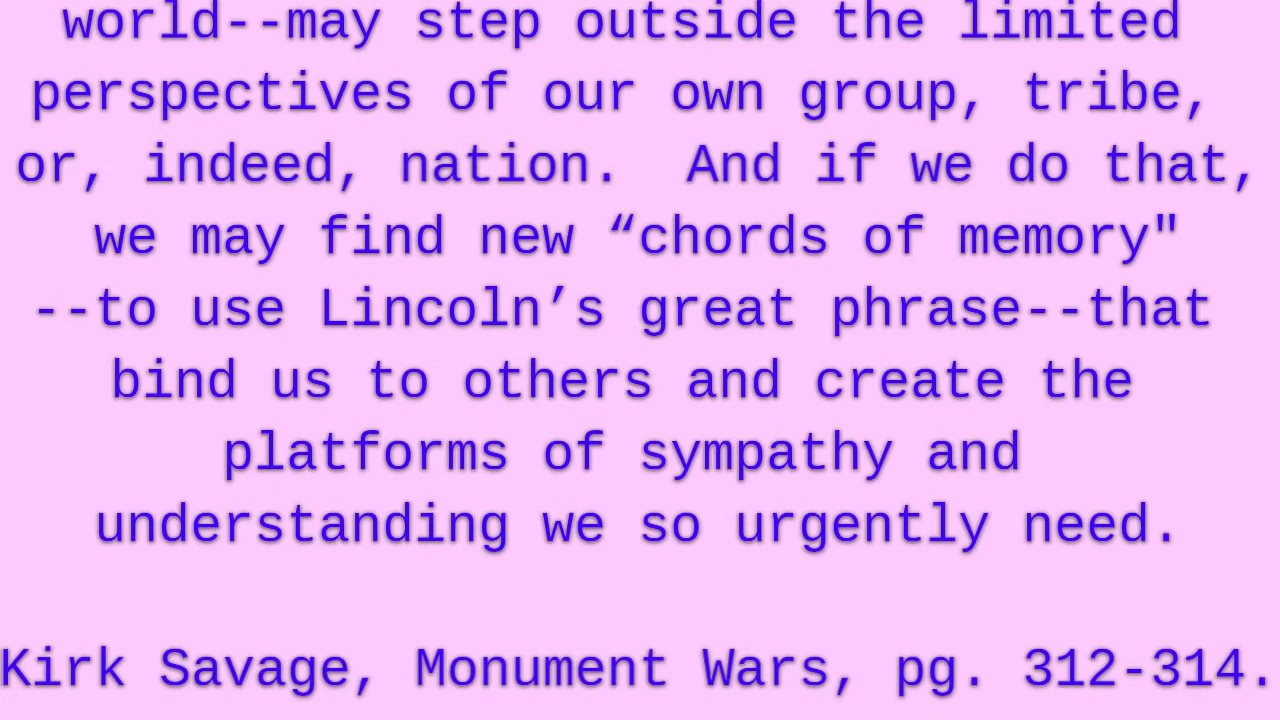 world--may step outside the limited
perspectives of our own group, tribe,
or, indeed, nation.  And if we do that,
we may find new “chords of memory"
--to use Lincoln’s great phrase--that
bind us to others and create the
platforms of sympathy and
understanding we so urgently need.
Kirk Savage, Monument Wars, pg. 312-314.